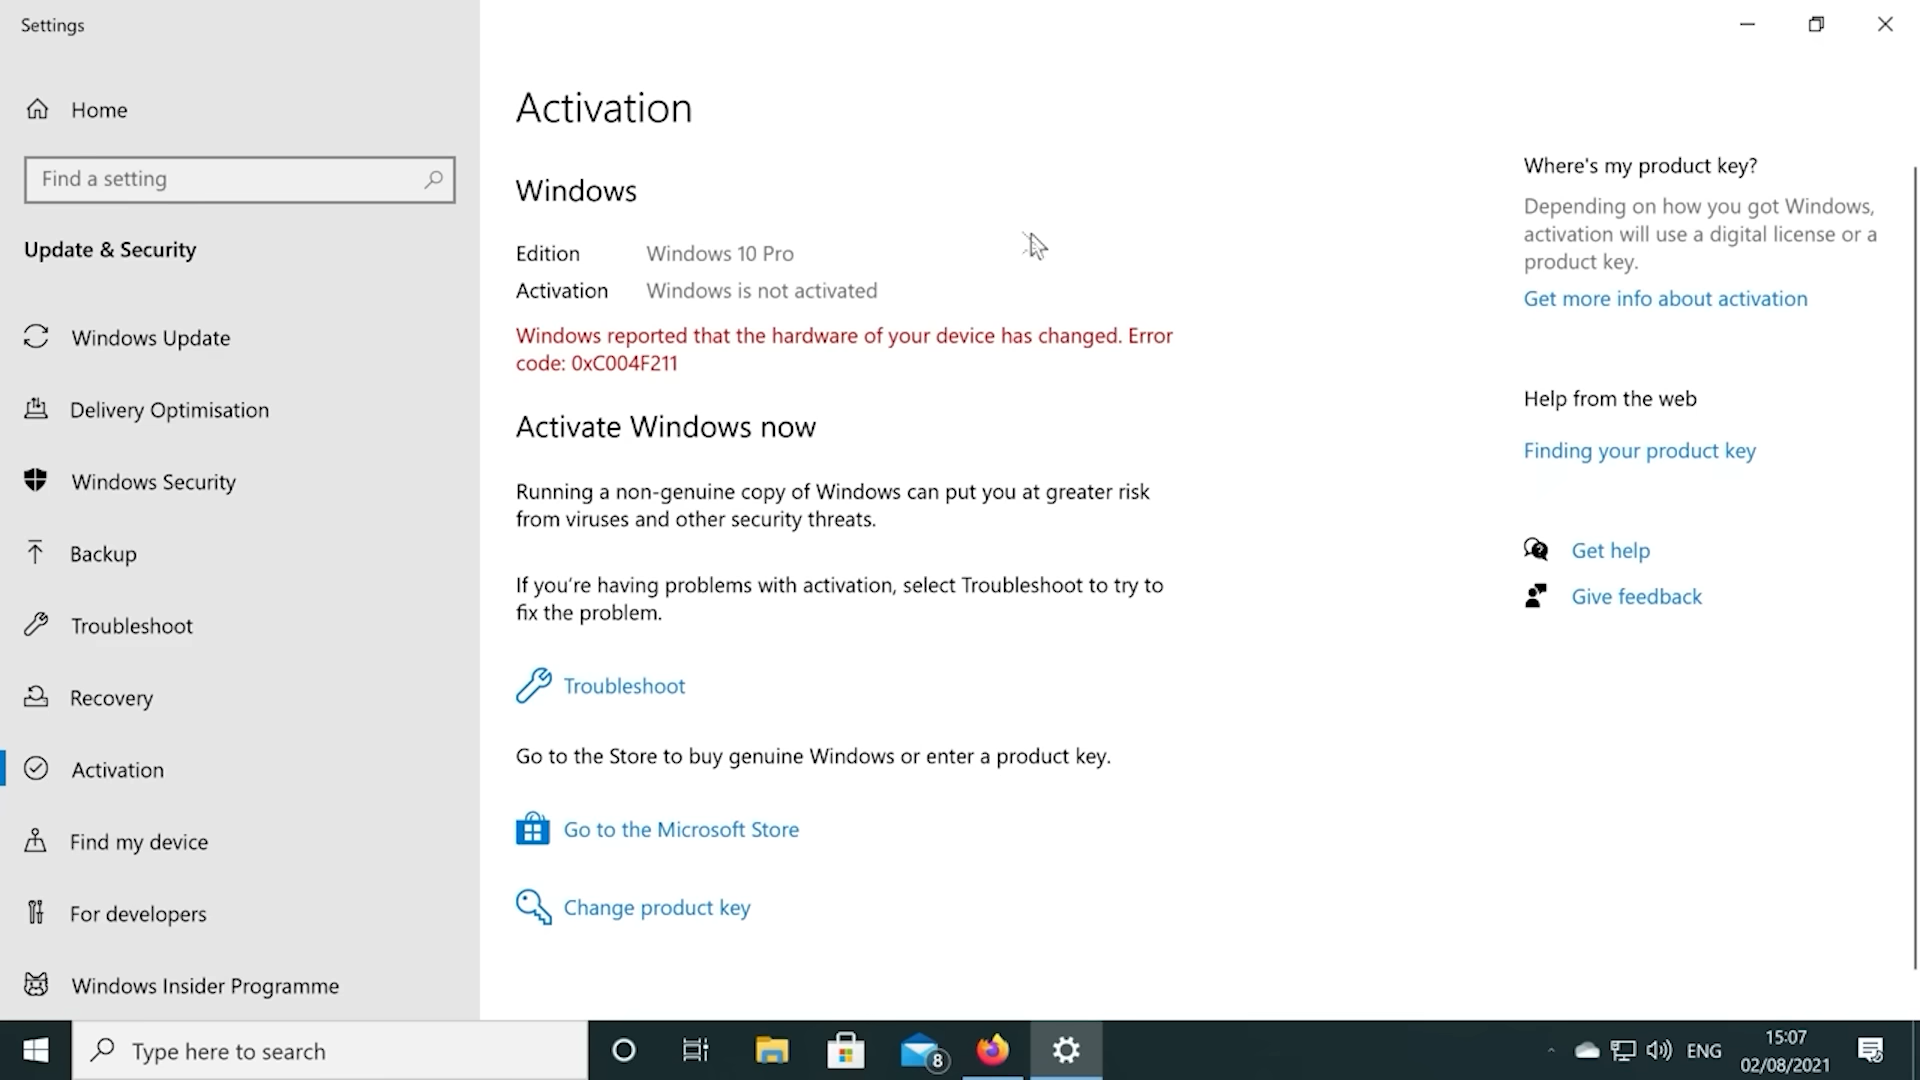 Settings
Home
Find a setting
Update & Security
Windows Update
Delivery Optimisation
Windows Security
Backup
Troubleshoot
Recovery
Activation
Find my device
For developers
Windows Insider Programme
Activation
Windows
Edition Windows 10 Pro
Activation Windows is not activated
Windows reported that the hardware of your device has changed. Error
code: 0xC004F211
Activate Windows now
Running a non-genuine copy of Windows can put you at greater risk
from viruses and other security threats.
If you're having problems with activation, select Troubleshoot to try to
fix the problem.
Troubleshoot
Go to the Store to buy genuine Windows or enter a product key.
Go to the Microsoft Store
Change product key
Where's my product key?
Depending on how you got Windows,
activation will use a digital license or a
product key.
Get more info about activation
Help from the web
Finding your product key
Get help
Give feedback
Type here to search
8
ENG
15:07
02/08/2021